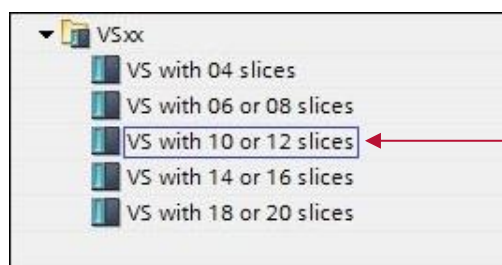 VSxx
VS with 04 slices
VS with 06 or 08 slices
VS with 10 or 12 slices
VS with 14 or 16 slices
VS with 18 or 20 slices